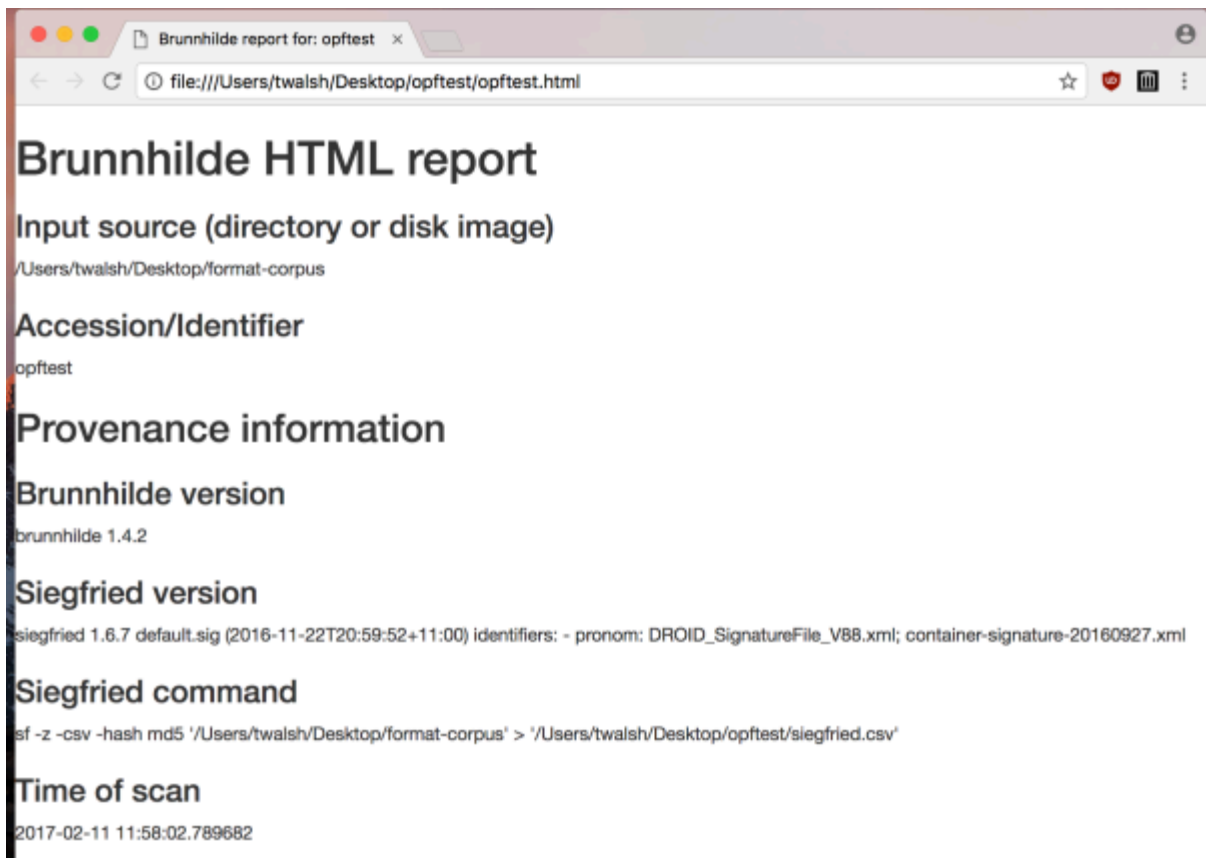 Brunnhilde report for: opftest
file:///Users/twalsh/Desktop/opftest/opftest.html
Brunnhilde HTML report
Input source (directory or disk image)
/Users/twalsh/Desktop/format-corpus
Accession/Identifier
opftest
Provenance information
Brunnhilde version
brunnhilde 1.4.2
Siegfried version
siegfried 1.6.7 default.sig (2016-11-22T20:59:52+11:00) identifiers: - pronom: DROID_SignatureFile_V88.xml; container-signature-20160927.xml
Siegfried command
sf -z -csv -hash md5 '/Users/twalsh/Desktop/format-corpus' > '/Users/twalsh/Desktop/opftest/siegfried.csv'
Time of scan
2017-02-11 11:58:02.789682